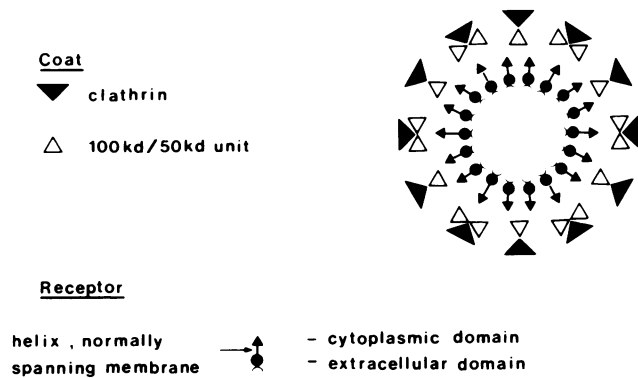 Coat
clathrin
100kd/50kd unit
Receptor
helix, normally
spanning membrane
- cytoplasmic domain
- extracellular domain